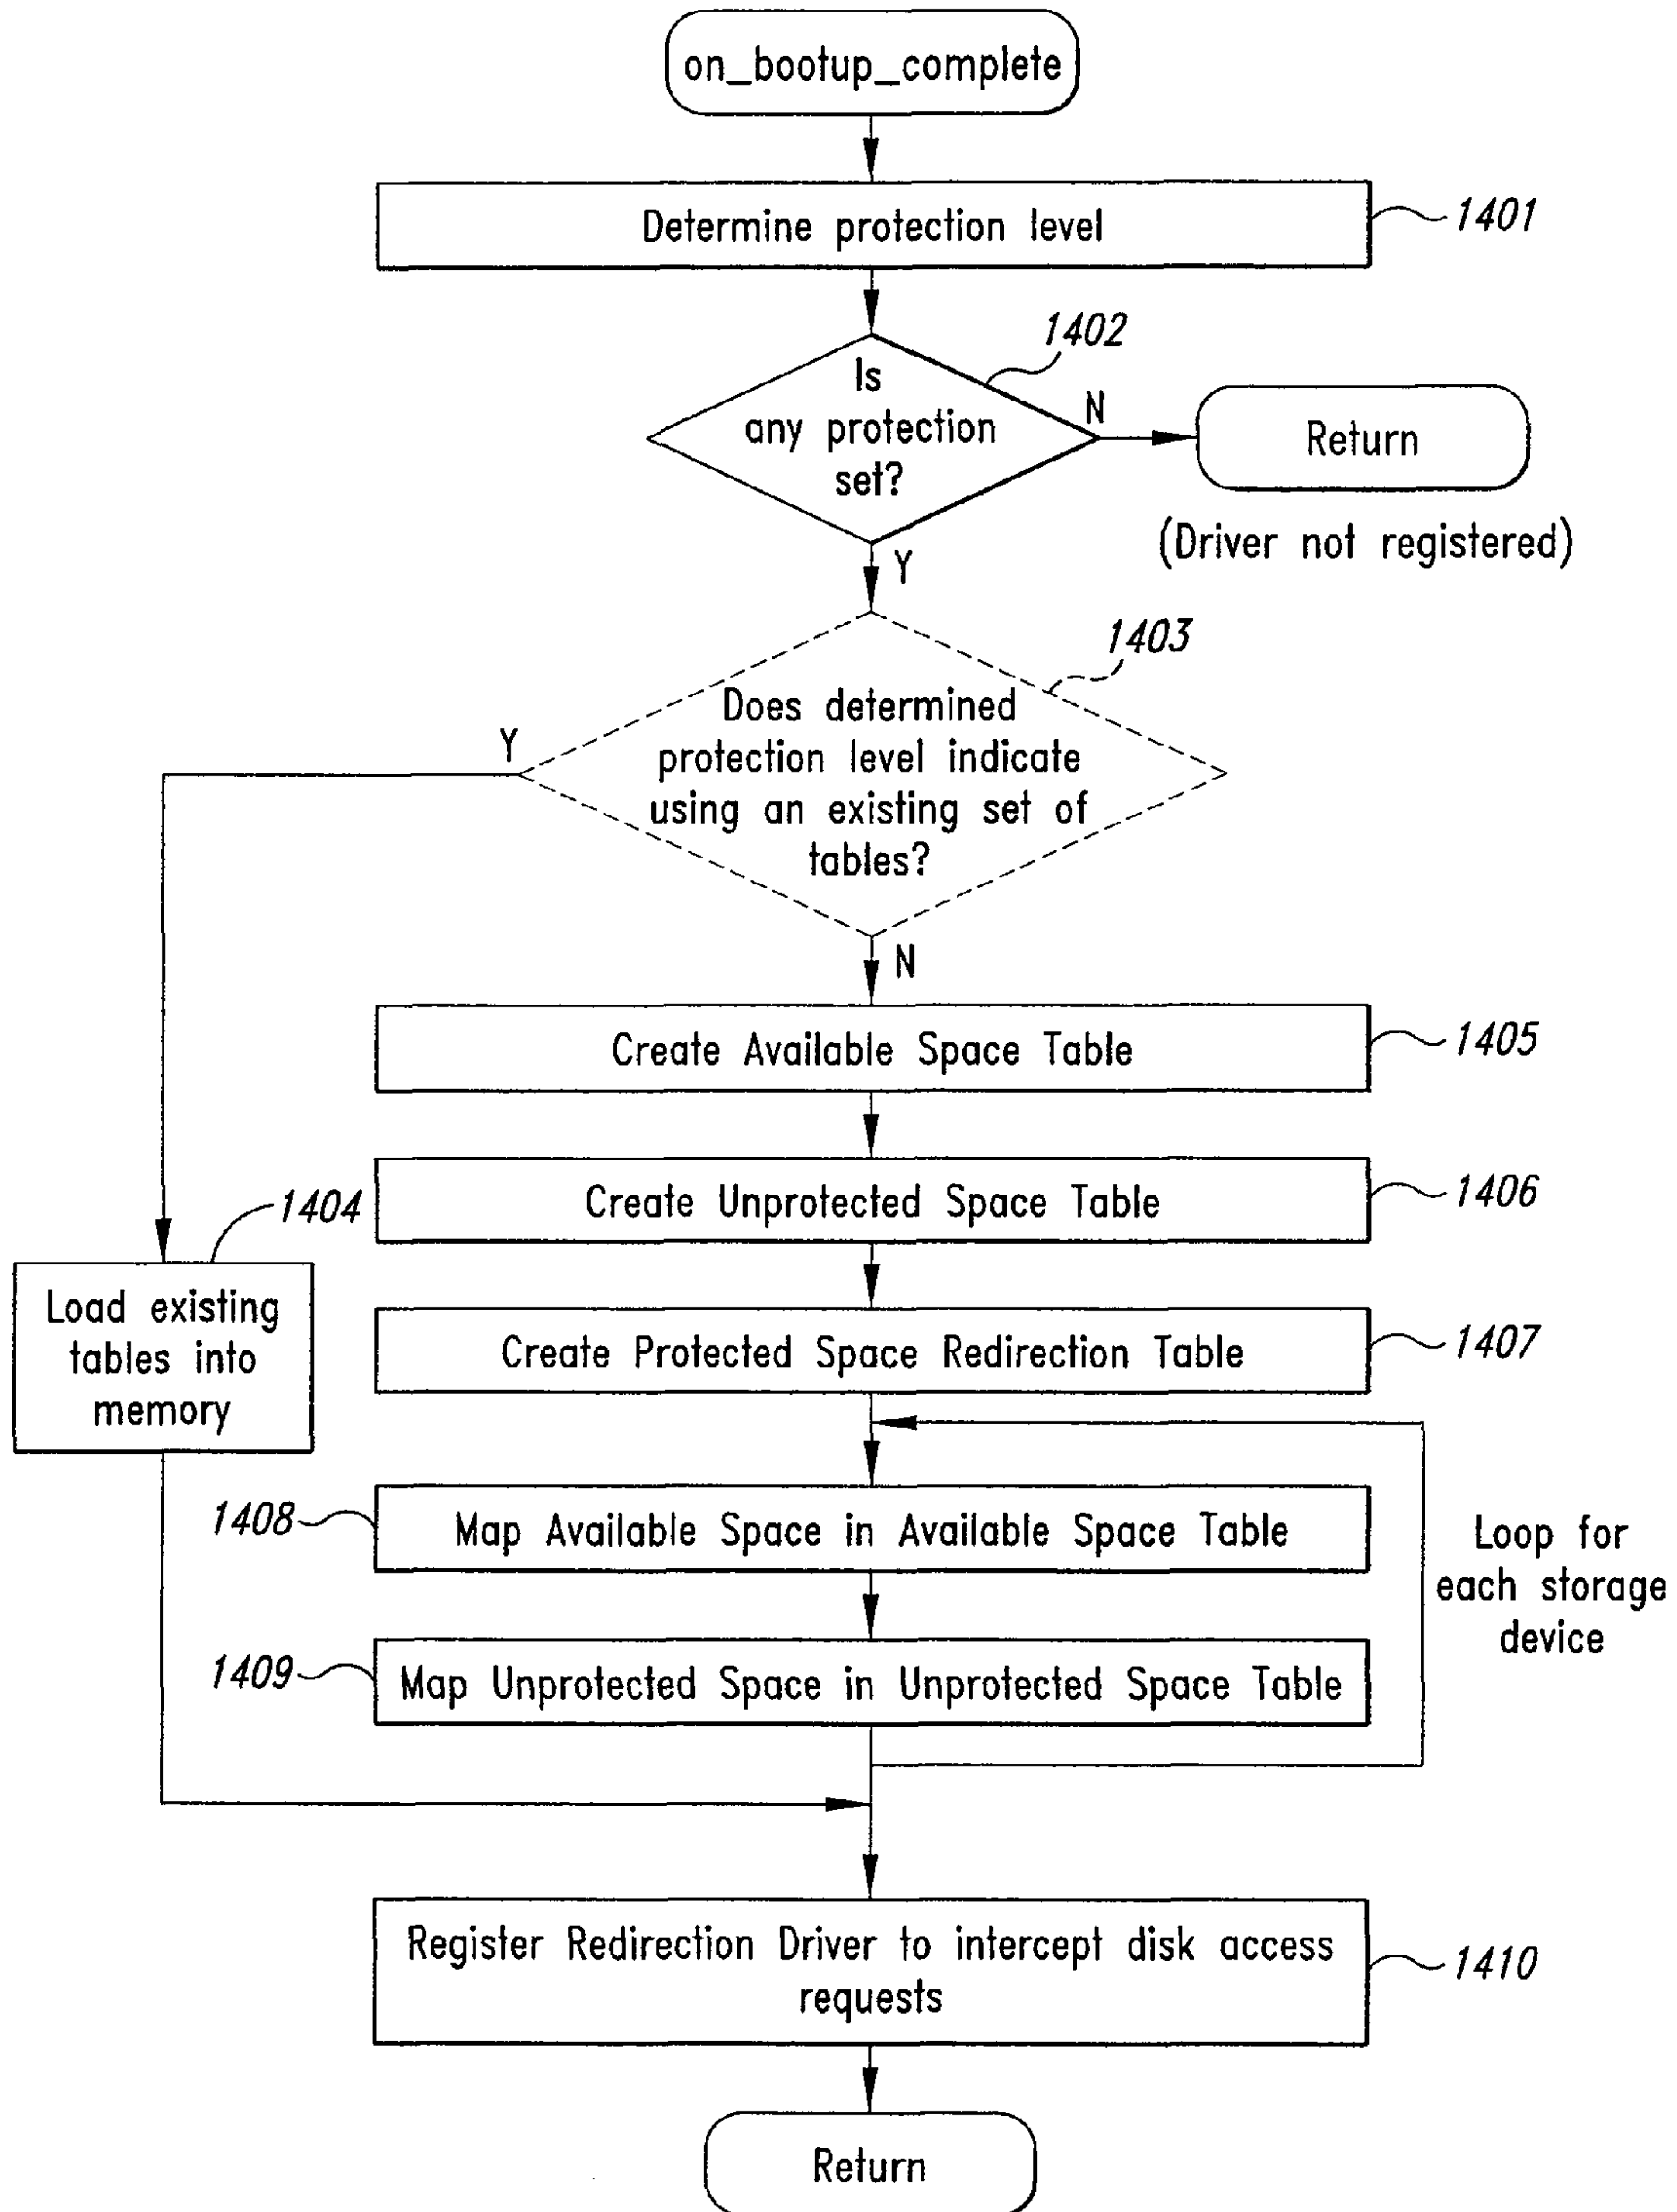 on_bootup_complete
Determine protection level
1401
1402
Is
any protection
set?
N
Return
(Driver not registered)
Y
1403
Does determined
protection level indicate
using an existing set of
tables?
Y
N
Create Available Space Table
1405
Create Unprotected Space Table
1406
1404
Load existing
tables into
memory
Create Protected Space Redirection Table
1407
1408
Map Available Space in Available Space Table
Loop for
each storage
device
1409
Map Unprotected Space in Unprotected Space Table
Register Redirection Driver to intercept disk access
requests
1410
Return